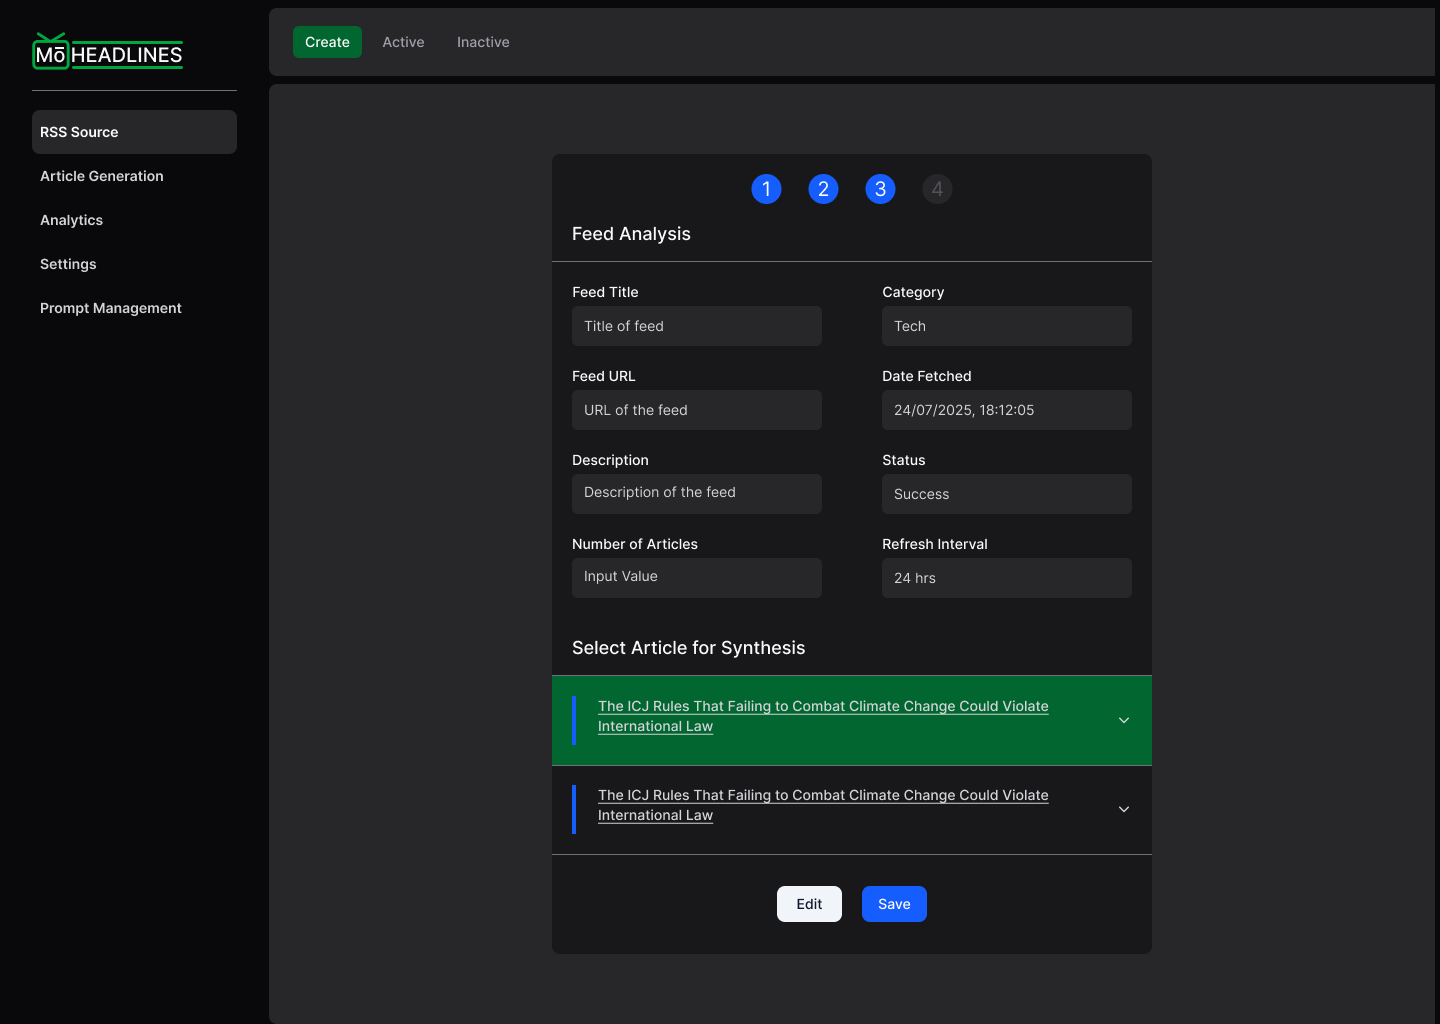 Mō HEADLINES
RSS Source
Article Generation
Analytics
Settings
Prompt Management
Create Active Inactive
1 2 3 4
Feed Analysis
Feed Title
Title of feed
Category
Tech
Feed URL
URL of the feed
Date Fetched
24/07/2025, 18:12:05
Description
Description of the feed
Status
Success
Number of Articles
Input Value
Refresh Interval
24 hrs
Select Article for Synthesis
The ICJ Rules That Failing to Combat Climate Change Could Violate
International Law
The ICJ Rules That Failing to Combat Climate Change Could Violate
International Law
Edit Save